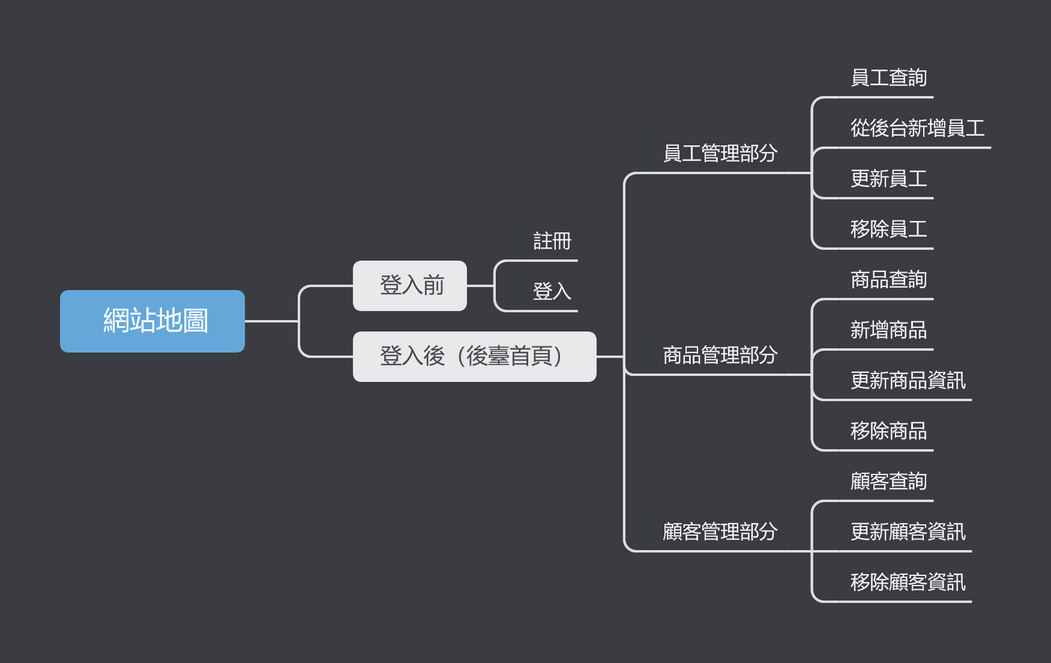 網站地圖
登入前
註冊
登入
登入後（後臺首頁）
員工管理部分
員工查詢
從後台新增員工
更新員工
移除員工
商品管理部分
商品查詢
新增商品
更新商品資訊
移除商品
顧客管理部分
顧客查詢
更新顧客資訊
移除顧客資訊